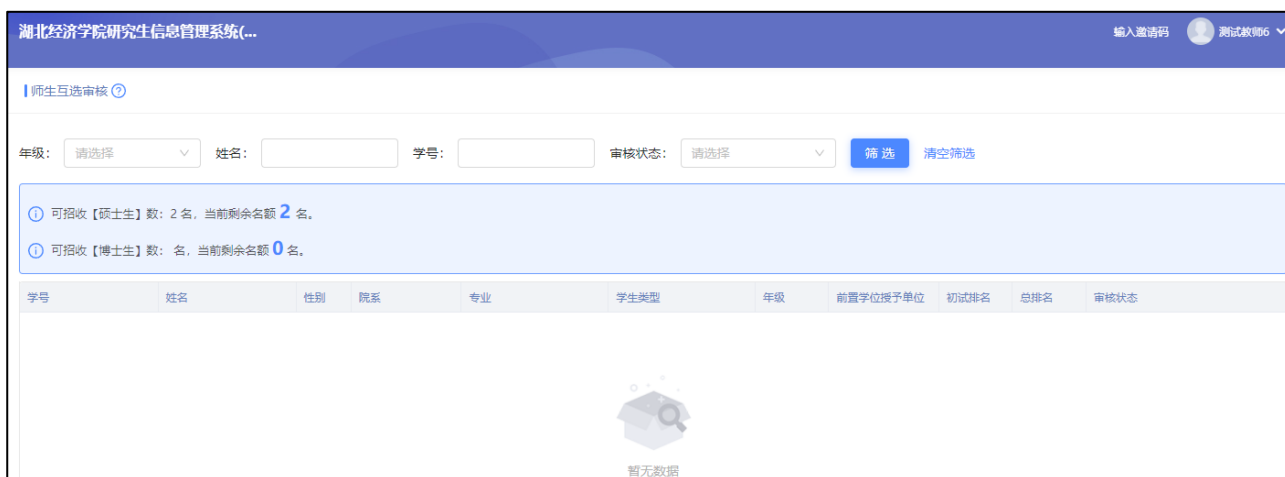 湖北经济学院研究生信息管理系统(... 输入邀请码 测试教师6
师生互选审核
年级： 请选择 姓名： 学号： 审核状态： 请选择 筛 选 清空筛选
可招收【硕士生】数：2 名，当前剩余名额 2 名。
可招收【博士生】数： 名，当前剩余名额 0 名。
学号 姓名 性别 院系 专业 学生类型 年级 前置学位授予单位 初试排名 总排名 审核状态
暂无数据